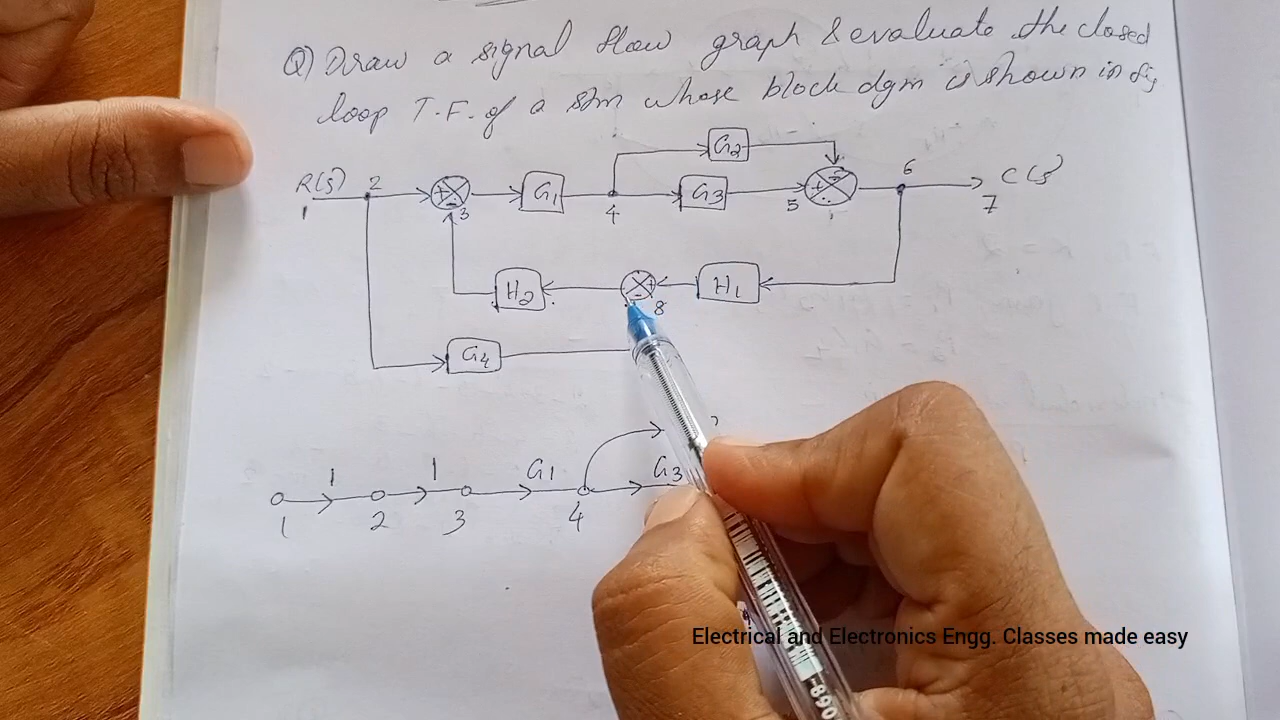 Q) Draw a signal flow graph & evaluate the closed
loop T.F. of a s/m whose block dgm is shown in fig
R(s) 2 6 C(s)
G2
+ - G1 G3 + +
1 3 4 5 7
H2 + - H1
8
G4
1 1 G1 G3
1 2 3 4
Electrical and Electronics Engg. Classes made easy